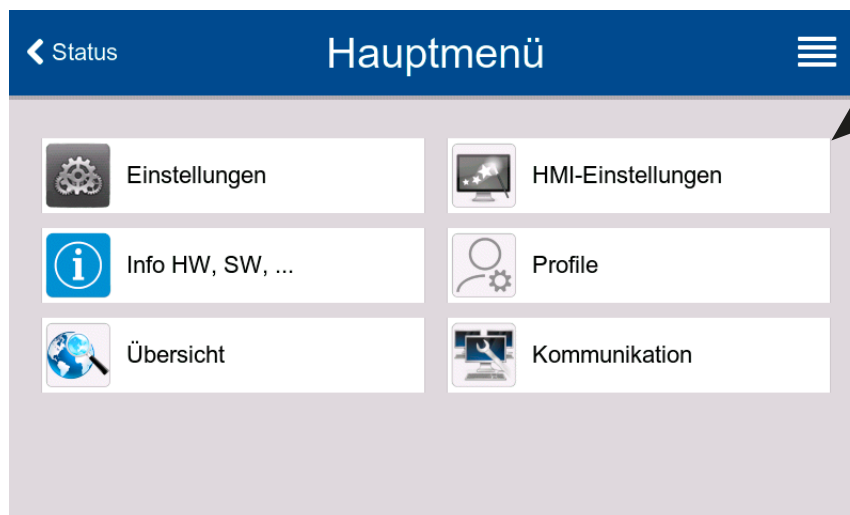 Status
Hauptmenü
Einstellungen
HMI-Einstellungen
Info HW, SW, ...
Profile
Übersicht
Kommunikation